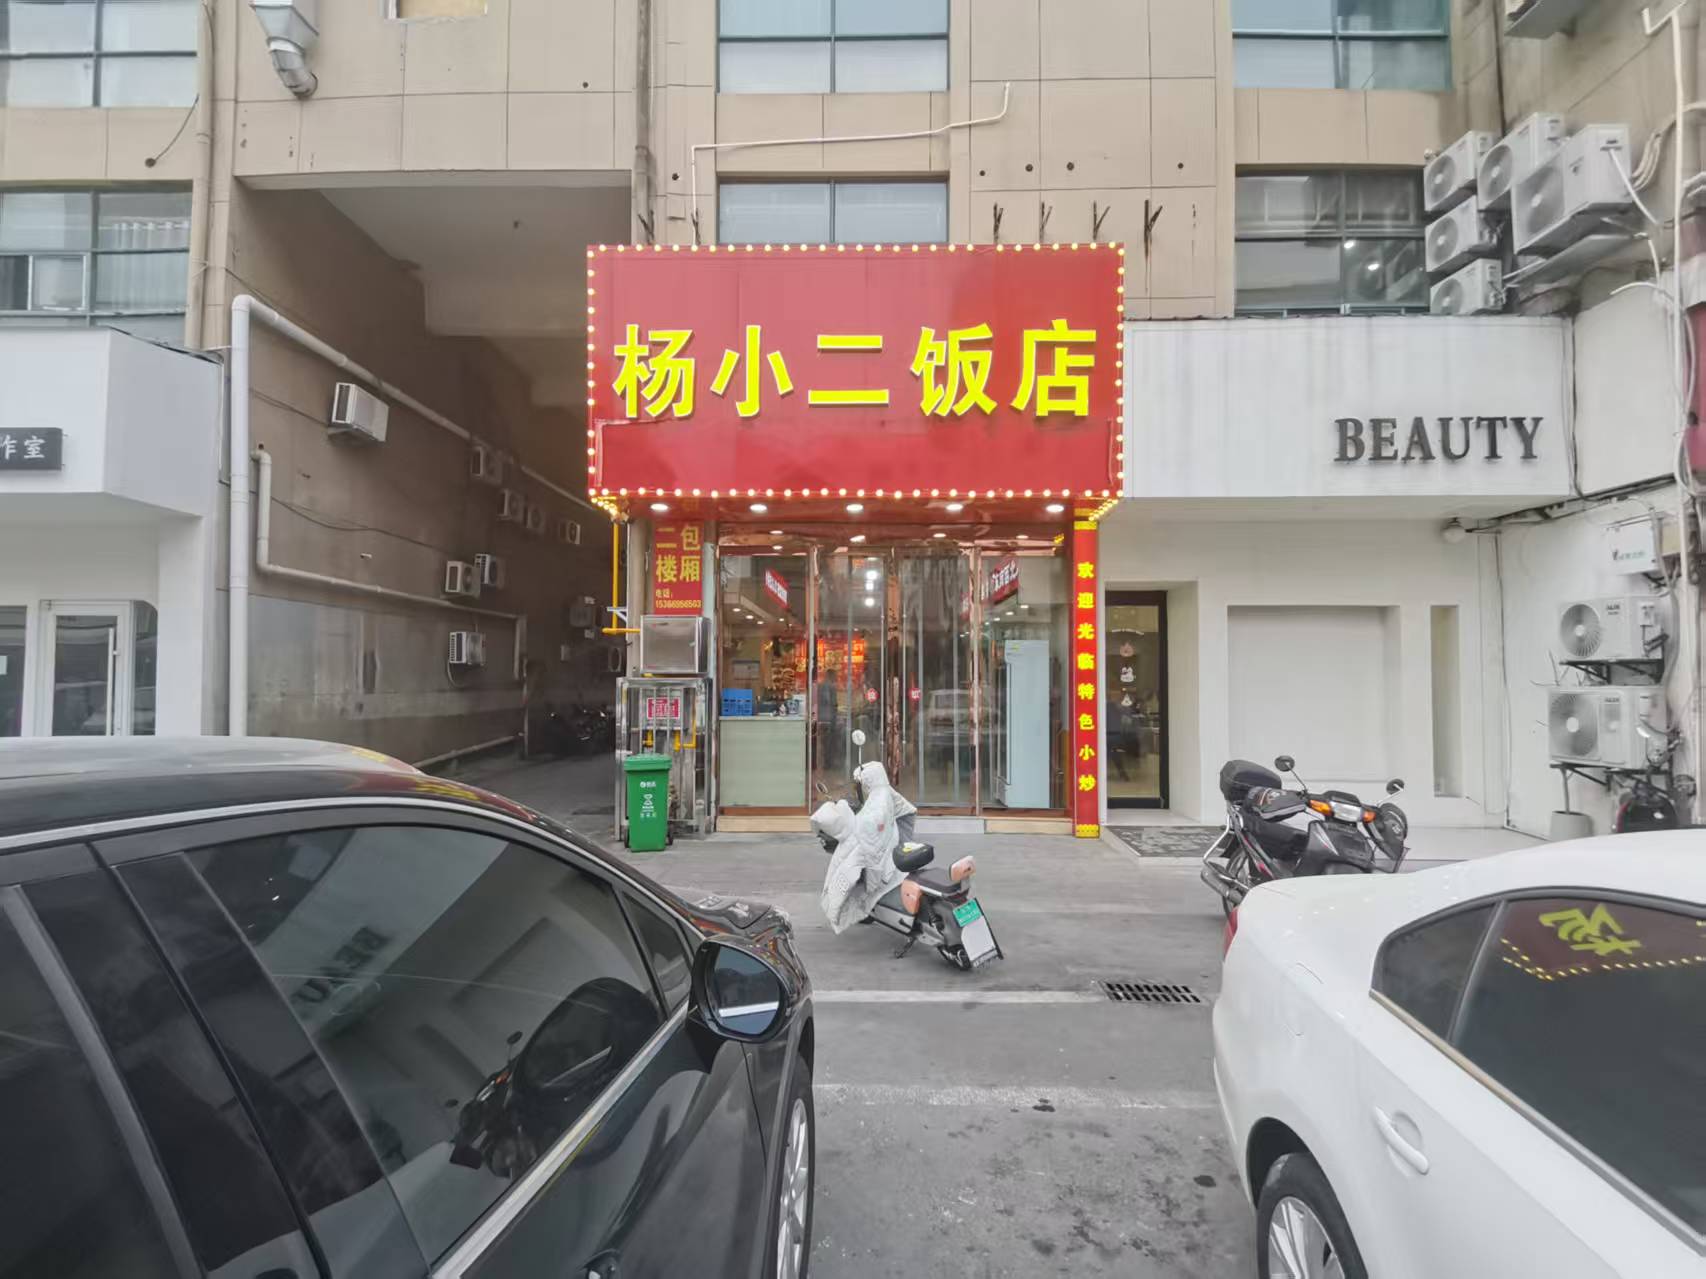 杨小二饭店
BEAUTY
作室
包厢
二楼
电话:
15366956503
欢迎光临特色小炒